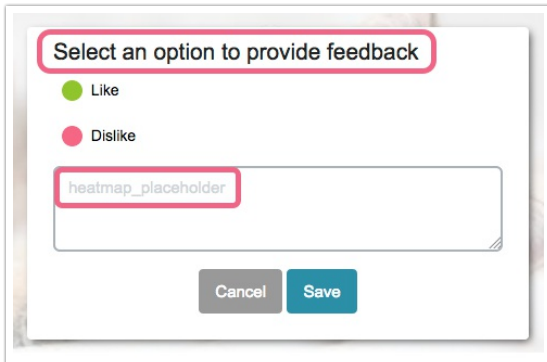 Select an option to provide feedback
Like
Dislike
heatmap_placeholder
Cancel Save